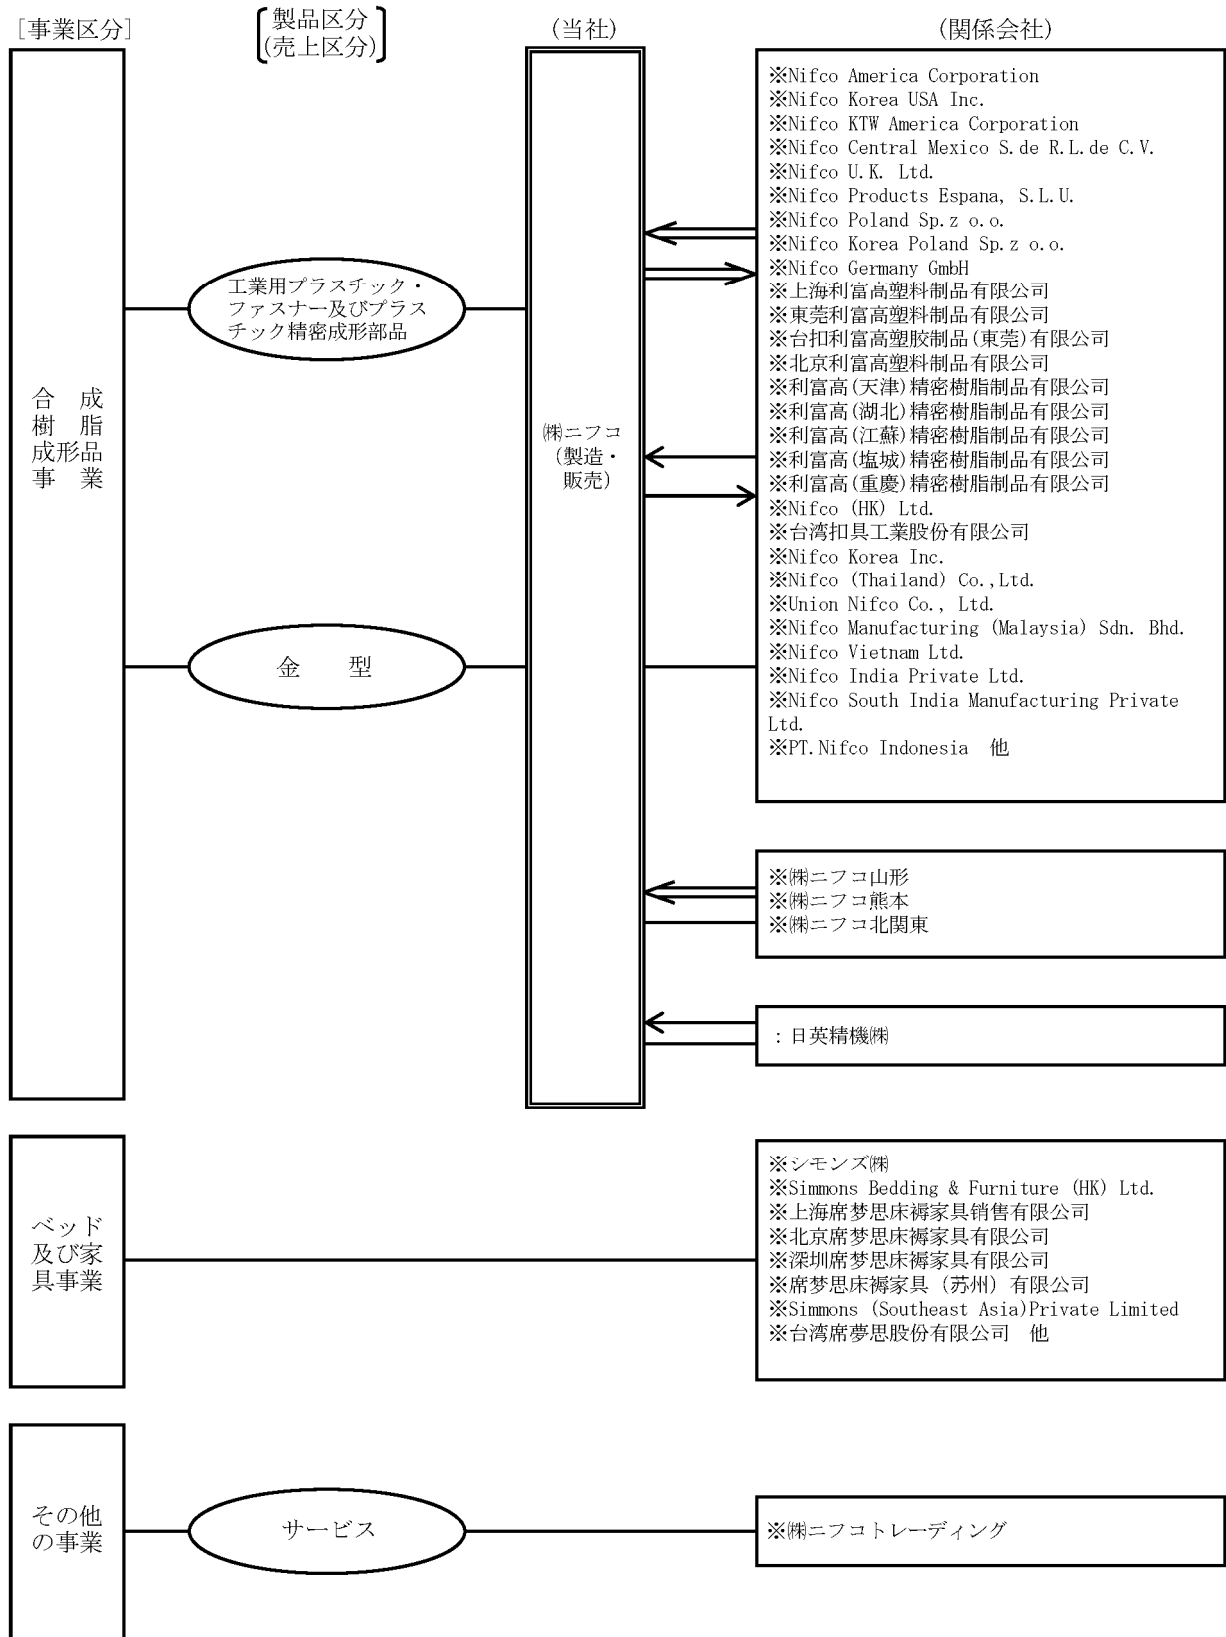 [事業区分]
製品区分
(売上区分)
(当社)
(関係会社)
合　成
樹　脂
成形品
事　業
工業用プラスチック・
ファスナー及びプラス
チック精密成形部品
金　型
㈱ニフコ
(製造・
販売)
※Nifco America Corporation
※Nifco Korea USA Inc.
※Nifco KTW America Corporation
※Nifco Central Mexico S.de R.L.de C.V.
※Nifco U.K. Ltd.
※Nifco Products Espana, S.L.U.
※Nifco Poland Sp.z o.o.
※Nifco Korea Poland Sp.z o.o.
※Nifco Germany GmbH
※上海利富高塑料制品有限公司
※東莞利富高塑料制品有限公司
※台扣利富高塑胶制品(東莞)有限公司
※北京利富高塑料制品有限公司
※利富高(天津)精密樹脂制品有限公司
※利富高(湖北)精密樹脂制品有限公司
※利富高(江蘇)精密樹脂制品有限公司
※利富高(塩城)精密樹脂制品有限公司
※利富高(重慶)精密樹脂制品有限公司
※Nifco (HK) Ltd.
※台湾扣具工業股份有限公司
※Nifco Korea Inc.
※Nifco (Thailand) Co.,Ltd.
※Union Nifco Co., Ltd.
※Nifco Manufacturing (Malaysia) Sdn. Bhd.
※Nifco Vietnam Ltd.
※Nifco India Private Ltd.
※Nifco South India Manufacturing Private
Ltd.
※PT.Nifco Indonesia　他
※㈱ニフコ山形
※㈱ニフコ熊本
※㈱ニフコ北関東
：日英精機㈱
ベッド
及び家
具事業
※シモンズ㈱
※Simmons Bedding & Furniture (HK) Ltd.
※上海席梦思床褥家具销售有限公司
※北京席梦思床褥家具有限公司
※深圳席梦思床褥家具有限公司
※席梦思床褥家具（苏州）有限公司
※Simmons (Southeast Asia)Private Limited
※台湾席夢思股份有限公司　他
その他
の事業
サービス
※㈱ニフコトレーディング